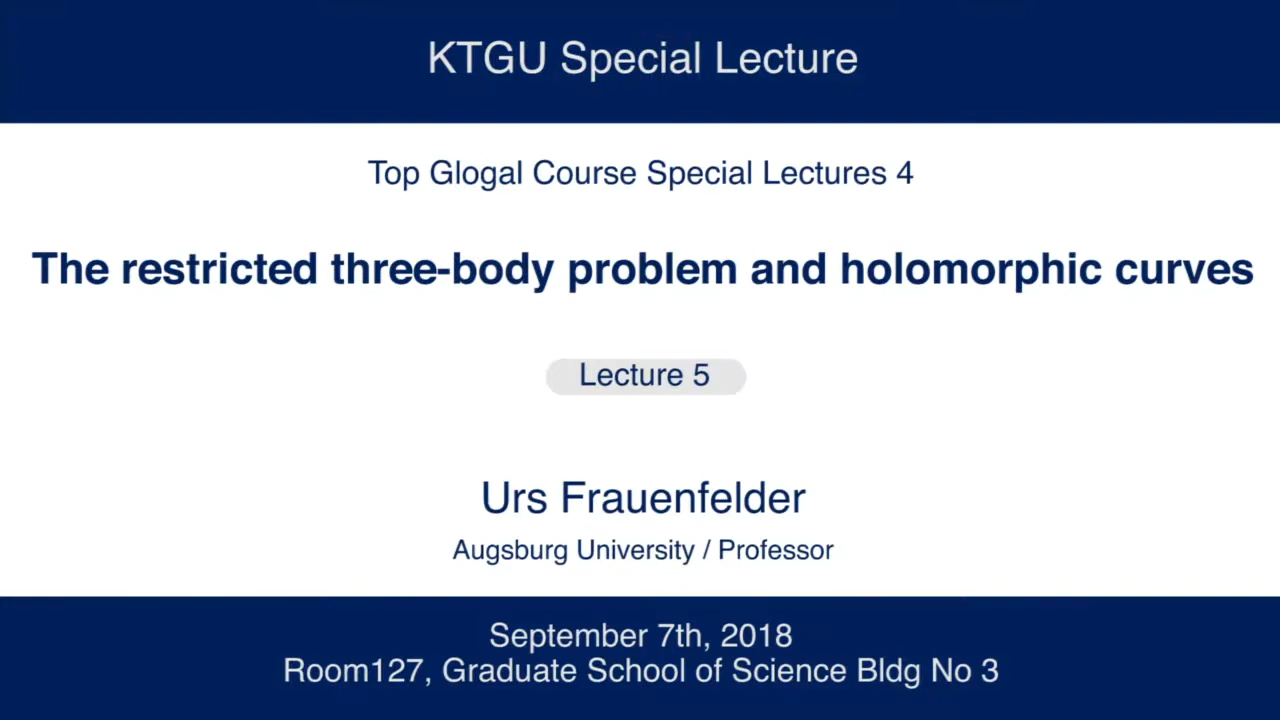 KTGU Special Lecture
Top Glogal Course Special Lectures 4
The restricted three-body problem and holomorphic curves
Lecture 5
Urs Frauenfelder
Augsburg University / Professor
September 7th, 2018
Room127, Graduate School of Science Bldg No 3